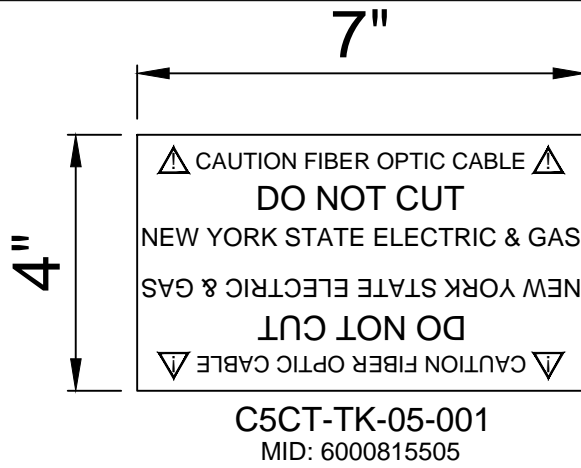 7"
4"
CAUTION FIBER OPTIC CABLE
DO NOT CUT
NEW YORK STATE ELECTRIC & GAS
NEW YORK STATE ELECTRIC & GAS
DO NOT CUT
CAUTION FIBER OPTIC CABLE
C5CT-TK-05-001
MID: 6000815505